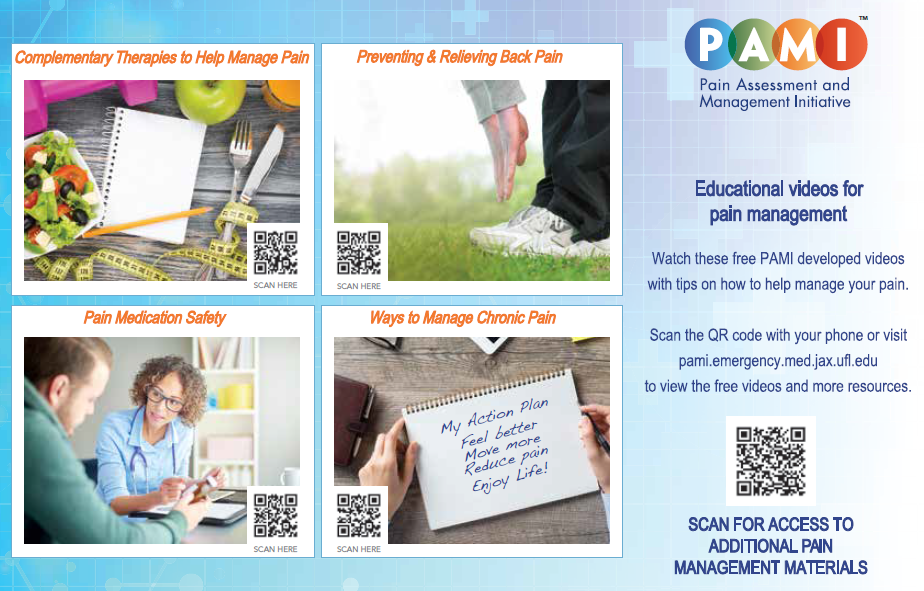 Complementary Therapies to Help Manage Pain
SCAN HERE
Preventing & Relieving Back Pain
SCAN HERE
Pain Medication Safety
SCAN HERE
Ways to Manage Chronic Pain
My Action Plan
Feel better
Move more
Reduce pain
Enjoy Life!
SCAN HERE
PAMI™
Pain Assessment and
Management Initiative
Educational videos for
pain management
Watch these free PAMI developed videos
with tips on how to help manage your pain.
Scan the QR code with your phone or visit
pami.emergency.med.jax.ufl.edu
to view the free videos and more resources.
SCAN FOR ACCESS TO
ADDITIONAL PAIN
MANAGEMENT MATERIALS